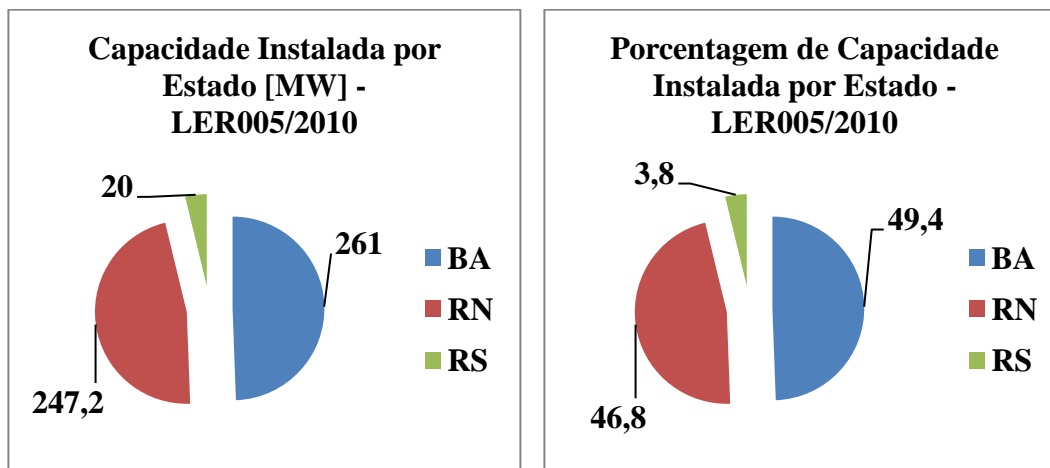 Capacidade Instalada por
Estado [MW] -
LER005/2010
20
261
247,2
BA
RN
RS
Porcentagem de Capacidade
Instalada por Estado -
LER005/2010
3,8
49,4
46,8
BA
RN
RS